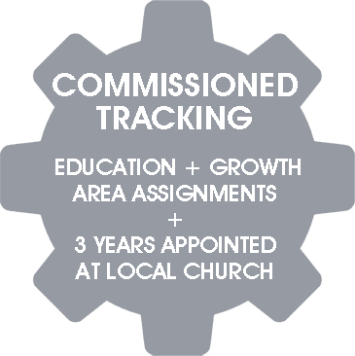 COMMISSIONED
TRACKING
EDUCATION + GROWTH
AREA ASSIGNMENTS
+
3 YEARS APPOINTED
AT LOCAL CHURCH